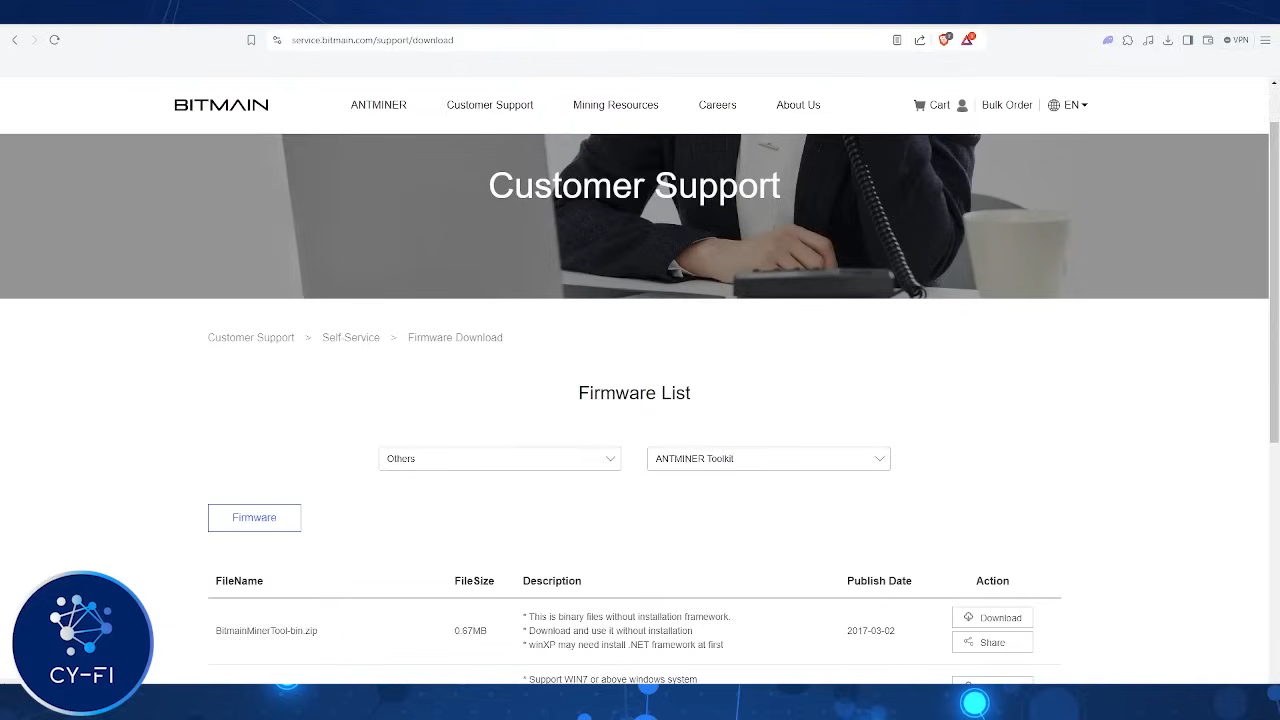 service.bitmain.com/support/download
VPN
BITMAIN
ANTMINER
Customer Support
Mining Resources
Careers
About Us
Cart
Bulk Order
EN
Customer Support
Customer Support > Self-Service > Firmware Download
Firmware List
Others
ANTMINER Toolkit
Firmware
FileName FileSize Description Publish Date Action
BitmainMinerTool-bin.zip
0.67MB
* This is binary files without installation framework.
* Download and use it without installation
* winXP may need install .NET framework at first
2017-03-02
Download
Share
* Support WIN7 or above windows system
CY-FI